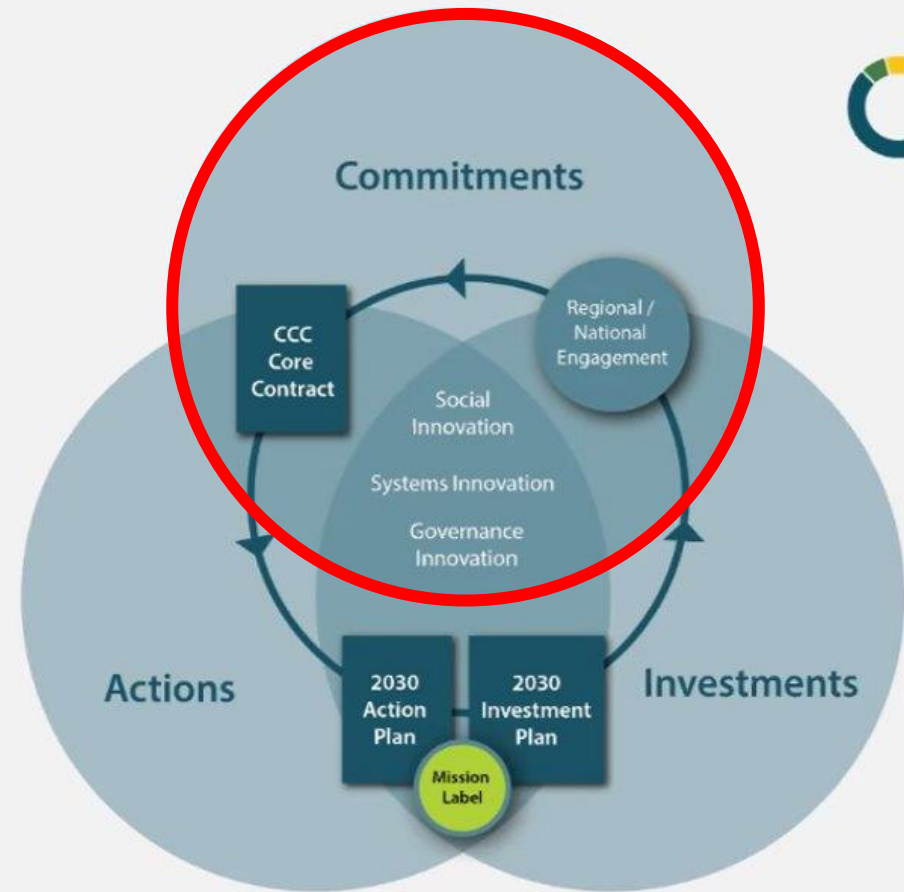 Commitments
CCC
Core
Contract
Regional /
National
Engagement
Social
Innovation
Systems Innovation
Governance
Innovation
Actions
Investments
2030
Action
Plan
2030
Investment
Plan
Mission
Label